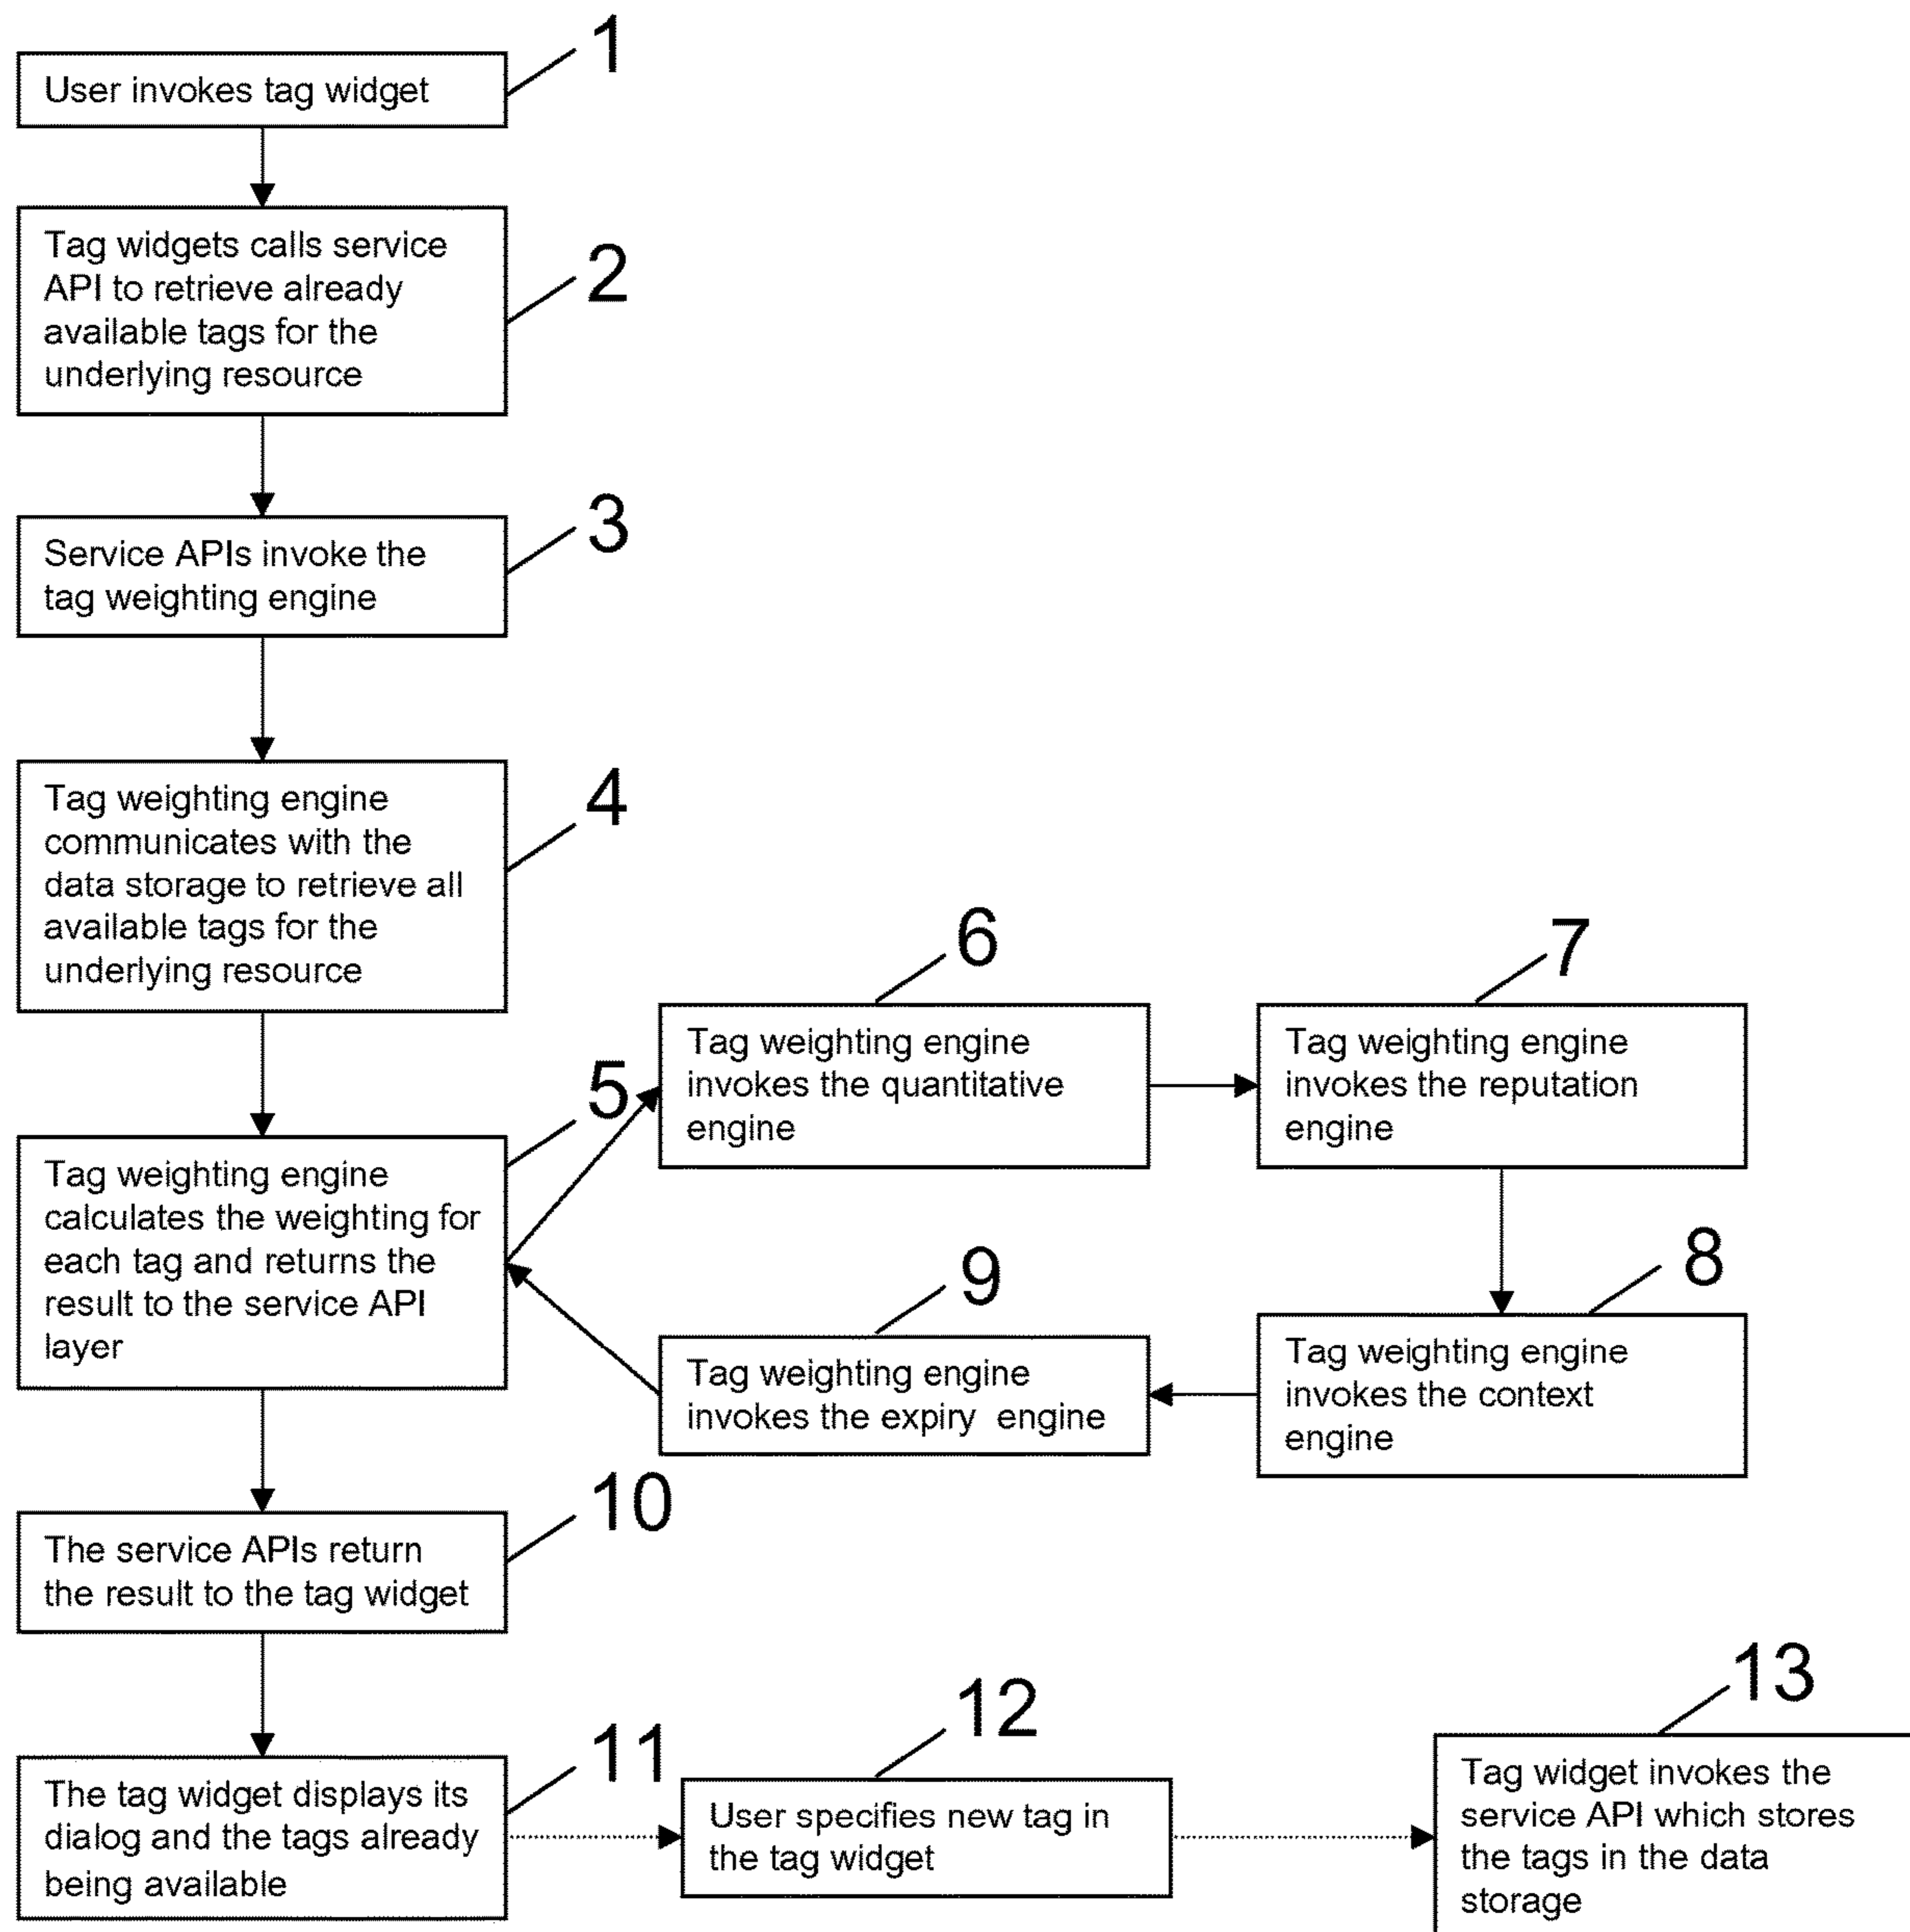 1
User invokes tag widget
2
Tag widgets calls service
API to retrieve already
available tags for the
underlying resource
3
Service APIs invoke the
tag weighting engine
4
Tag weighting engine
communicates with the
data storage to retrieve all
available tags for the
underlying resource
5
Tag weighting engine
calculates the weighting for
each tag and returns the
result to the service API
layer
6
Tag weighting engine
invokes the quantitative
engine
7
Tag weighting engine
invokes the reputation
engine
8
Tag weighting engine
invokes the context
engine
9
Tag weighting engine
invokes the expiry engine
10
The service APIs return
the result to the tag widget
11
The tag widget displays its
dialog and the tags already
being available
12
User specifies new tag in
the tag widget
13
Tag widget invokes the
service API which stores
the tags in the data
storage